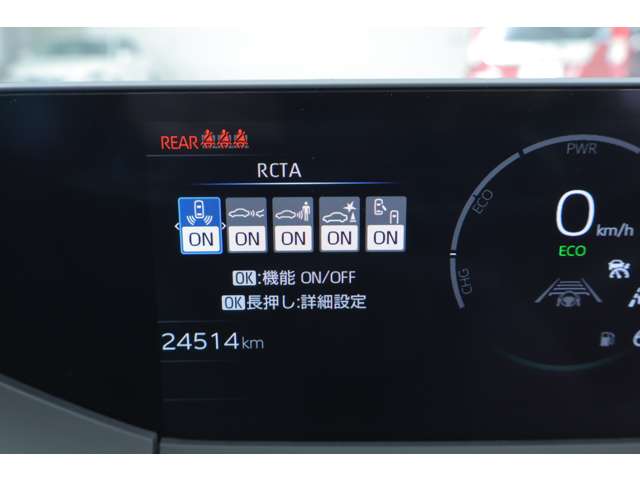 REAR
RCTA
ON ON ON ON ON
OK:機能 ON/OFF
OK長押し:詳細設定
24514km
PWR
ECO
CHG
0 km/h
ECO